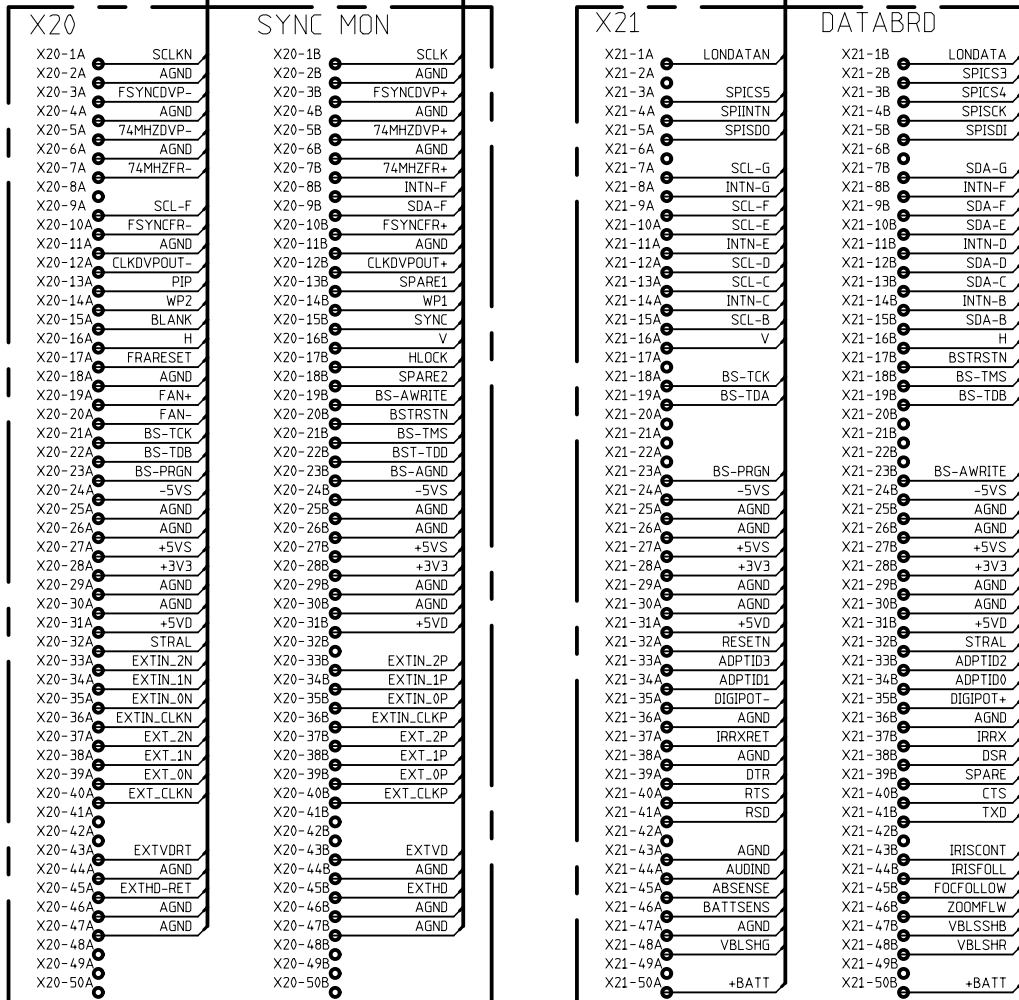 X20 SYNC MON
X20-1A SCLKN
X20-2A AGND
X20-3A FSYNCDVP-
X20-4A AGND
X20-5A 74MHZDVP-
X20-6A AGND
X20-7A 74MHZFR-
X20-8A
X20-9A SCL-F
X20-10A FSYNCFR-
X20-11A AGND
X20-12A CLKDVPOUT-
X20-13A PIP
X20-14A WP2
X20-15A BLANK
X20-16A H
X20-17A FRARESET
X20-18A AGND
X20-19A FAN+
X20-20A FAN-
X20-21A BS-TCK
X20-22A BS-TDB
X20-23A BS-PRGN
X20-24A -5VS
X20-25A AGND
X20-26A AGND
X20-27A +5VS
X20-28A +3V3
X20-29A AGND
X20-30A AGND
X20-31A +5VD
X20-32A STRAL
X20-33A EXTIN_2N
X20-34A EXTIN_1N
X20-35A EXTIN_0N
X20-36A EXTIN_CLKN
X20-37A EXT_2N
X20-38A EXT_1N
X20-39A EXT_0N
X20-40A EXT_CLKN
X20-41A
X20-42A
X20-43A EXTVDRT
X20-44A AGND
X20-45A EXTHD-RET
X20-46A AGND
X20-47A AGND
X20-48A
X20-49A
X20-50A
X20-1B SCLK
X20-2B AGND
X20-3B FSYNCDVP+
X20-4B AGND
X20-5B 74MHZDVP+
X20-6B AGND
X20-7B 74MHZFR+
X20-8B INTN-F
X20-9B SDA-F
X20-10B FSYNCFR+
X20-11B AGND
X20-12B CLKDVPOUT+
X20-13B SPARE1
X20-14B WP1
X20-15B SYNC
X20-16B V
X20-17B HLOCK
X20-18B SPARE2
X20-19B BS-AWRITE
X20-20B BSTRSTN
X20-21B BS-TMS
X20-22B BST-TDD
X20-23B BS-AGND
X20-24B -5VS
X20-25B AGND
X20-26B AGND
X20-27B +5VS
X20-28B +3V3
X20-29B AGND
X20-30B AGND
X20-31B +5VD
X20-32B
X20-33B EXTIN_2P
X20-34B EXTIN_1P
X20-35B EXTIN_0P
X20-36B EXTIN_CLKP
X20-37B EXT_2P
X20-38B EXT_1P
X20-39B EXT_0P
X20-40B EXT_CLKP
X20-41B
X20-42B
X20-43B EXTVD
X20-44B AGND
X20-45B EXTHD
X20-46B AGND
X20-47B AGND
X20-48B
X20-49B
X20-50B
X21 DATABRD
X21-1A LONDATAN
X21-2A
X21-3A SPICS5
X21-4A SPIINTN
X21-5A SPISDO
X21-6A
X21-7A SCL-G
X21-8A INTN-G
X21-9A SCL-F
X21-10A SCL-E
X21-11A INTN-E
X21-12A SCL-D
X21-13A SCL-C
X21-14A INTN-C
X21-15A SCL-B
X21-16A V
X21-17A
X21-18A BS-TCK
X21-19A BS-TDA
X21-20A
X21-21A
X21-22A
X21-23A BS-PRGN
X21-24A -5VS
X21-25A AGND
X21-26A AGND
X21-27A +5VS
X21-28A +3V3
X21-29A AGND
X21-30A AGND
X21-31A +5VD
X21-32A RESETN
X21-33A ADPTID3
X21-34A ADPTID1
X21-35A DIGIPOT-
X21-36A AGND
X21-37A IRRXRET
X21-38A AGND
X21-39A DTR
X21-40A RTS
X21-41A RSD
X21-42A
X21-43A AGND
X21-44A AUDIND
X21-45A ABSENSE
X21-46A BATTSENS
X21-47A AGND
X21-48A VBLSHG
X21-49A
X21-50A +BATT
X21-1B LONDATA
X21-2B SPICS3
X21-3B SPICS4
X21-4B SPISCK
X21-5B SPISDI
X21-6B
X21-7B SDA-G
X21-8B INTN-F
X21-9B SDA-F
X21-10B SDA-E
X21-11B INTN-D
X21-12B SDA-D
X21-13B SDA-C
X21-14B INTN-B
X21-15B SDA-B
X21-16B H
X21-17B BSTRSTN
X21-18B BS-TMS
X21-19B BS-TDB
X21-20B
X21-21B
X21-22B
X21-23B BS-AWRITE
X21-24B -5VS
X21-25B AGND
X21-26B AGND
X21-27B +5VS
X21-28B +3V3
X21-29B AGND
X21-30B AGND
X21-31B +5VD
X21-32B STRAL
X21-33B ADPTID2
X21-34B ADPTID0
X21-35B DIGIPOT+
X21-36B AGND
X21-37B IRRX
X21-38B DSR
X21-39B SPARE
X21-40B CTS
X21-41B TXD
X21-42B
X21-43B IRISCONT
X21-44B IRISFOLL
X21-45B FOCFOLLOW
X21-46B ZOOMFLW
X21-47B VBLSSHB
X21-48B VBLSHR
X21-49B
X21-50B +BATT